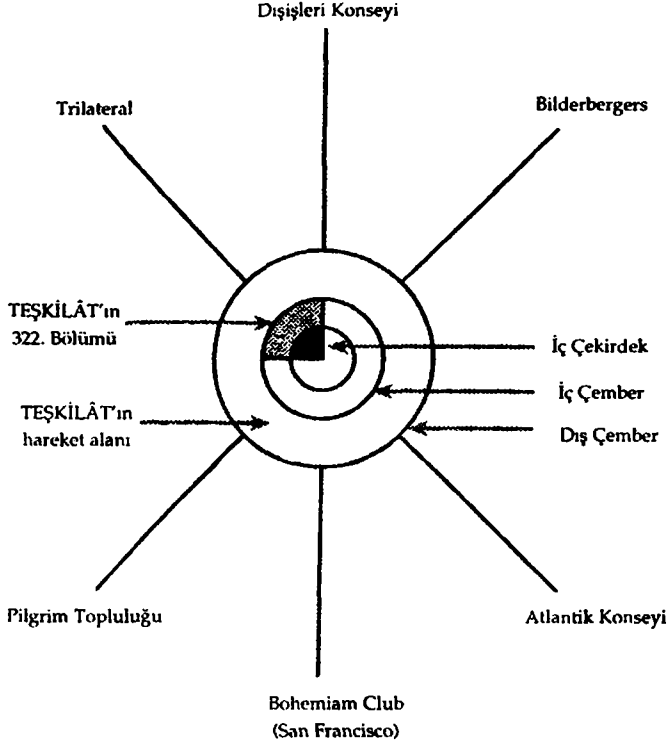 Dışişleri Konseyi
Trilateral
Bilderbergers
TEŞKİLÂT'ın
322. Bölümü
İç Çekirdek
İç Çember
TEŞKİLÂT'ın
hareket alanı
Dış Çember
Pilgrim Topluluğu
Atlantik Konseyi
Bohemiam Club
(San Francisco)